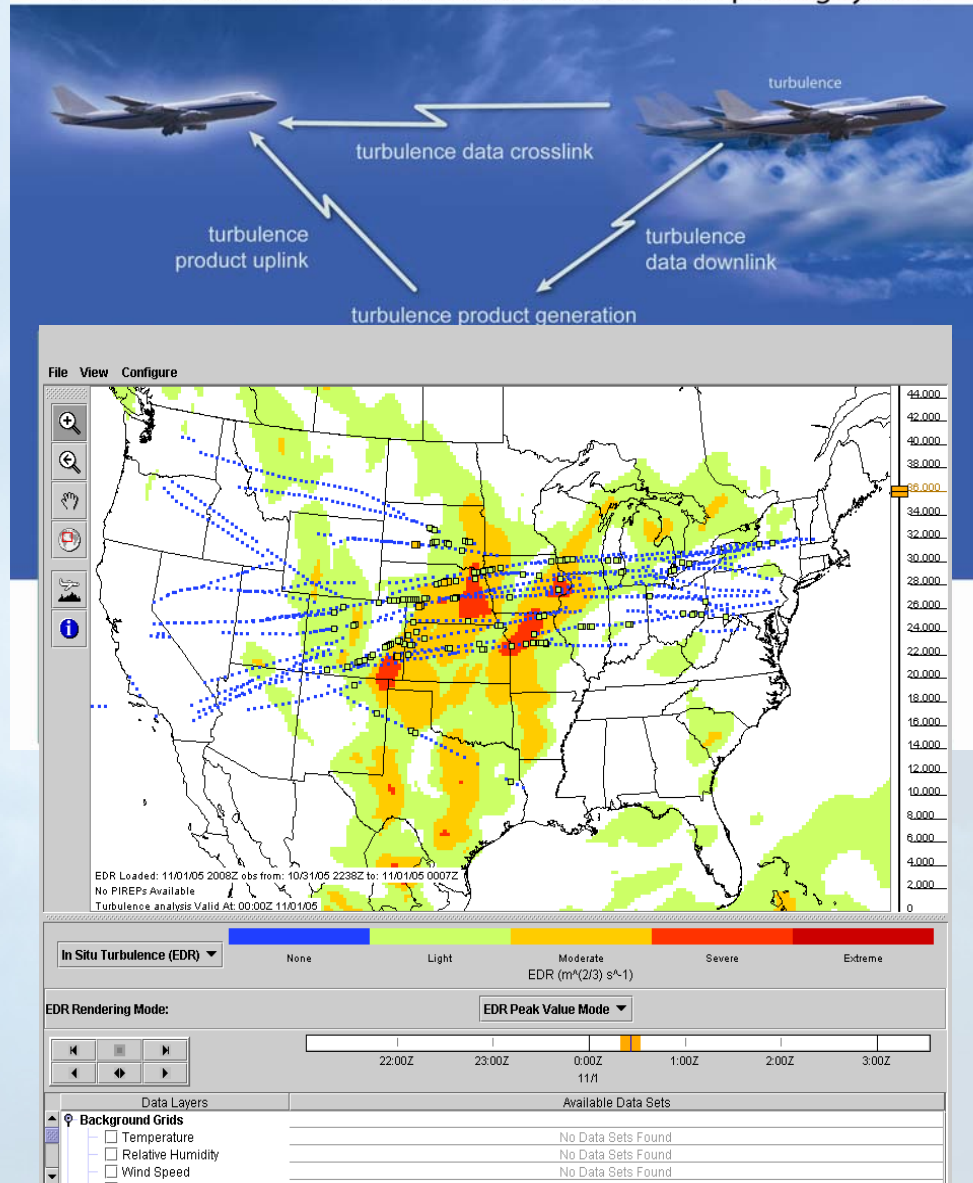 turbulence
turbulence data crosslink
turbulence
product uplink
turbulence
data downlink
turbulence product generation
File View Configure
44.000
42.000
40.000
38.000
36.000
34.000
32.000
30.000
28.000
26.000
24.000
22.000
20.000
18.000
16.000
14.000
12.000
10.000
8.000
6.000
4.000
2.000
0
EDR Loaded: 11/01/05 2008Z obs from: 10/31/05 2238Z to: 11/01/05 0007Z
No PIREPs Available
Turbulence analysis Valid At: 00:00Z 11/01/05
In Situ Turbulence (EDR)
None Light Moderate Severe Extreme
EDR (m^(2/3) s^-1)
EDR Rendering Mode: EDR Peak Value Mode
22:00Z 23:00Z 0:00Z 1:00Z 2:00Z 3:00Z
11/1
Data Layers Available Data Sets
Background Grids
Temperature No Data Sets Found
Relative Humidity No Data Sets Found
Wind Speed No Data Sets Found